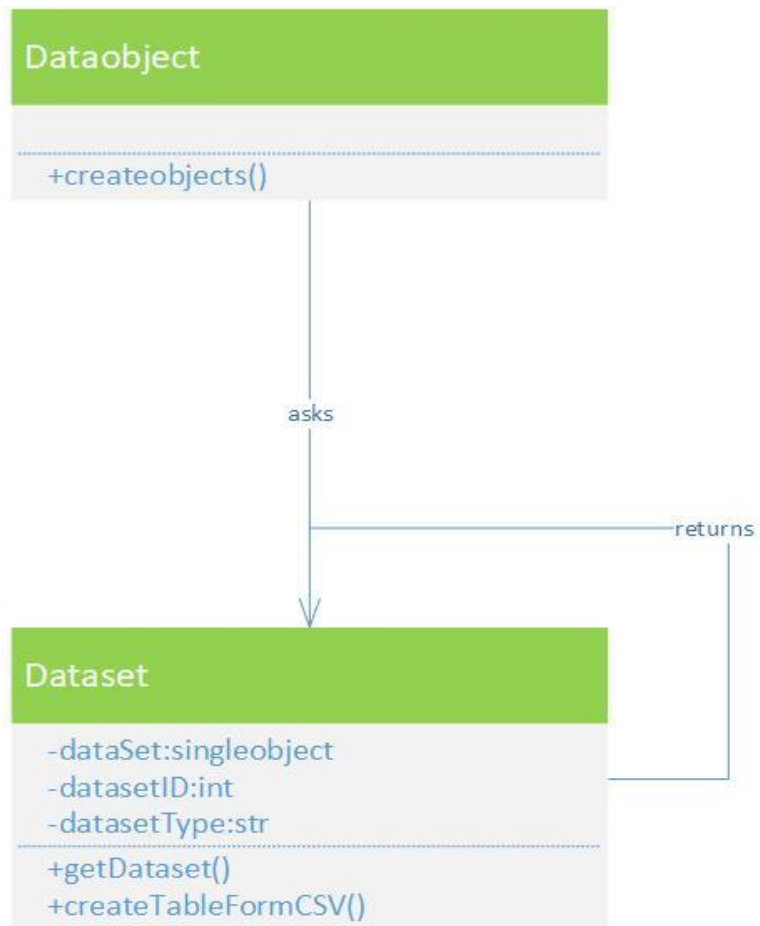 Dataobject
+createobjects()
asks
returns
Dataset
-dataSet:singleobject
-datasetID:int
-datasetType:str
+getDataset()
+createTableFormCSV()